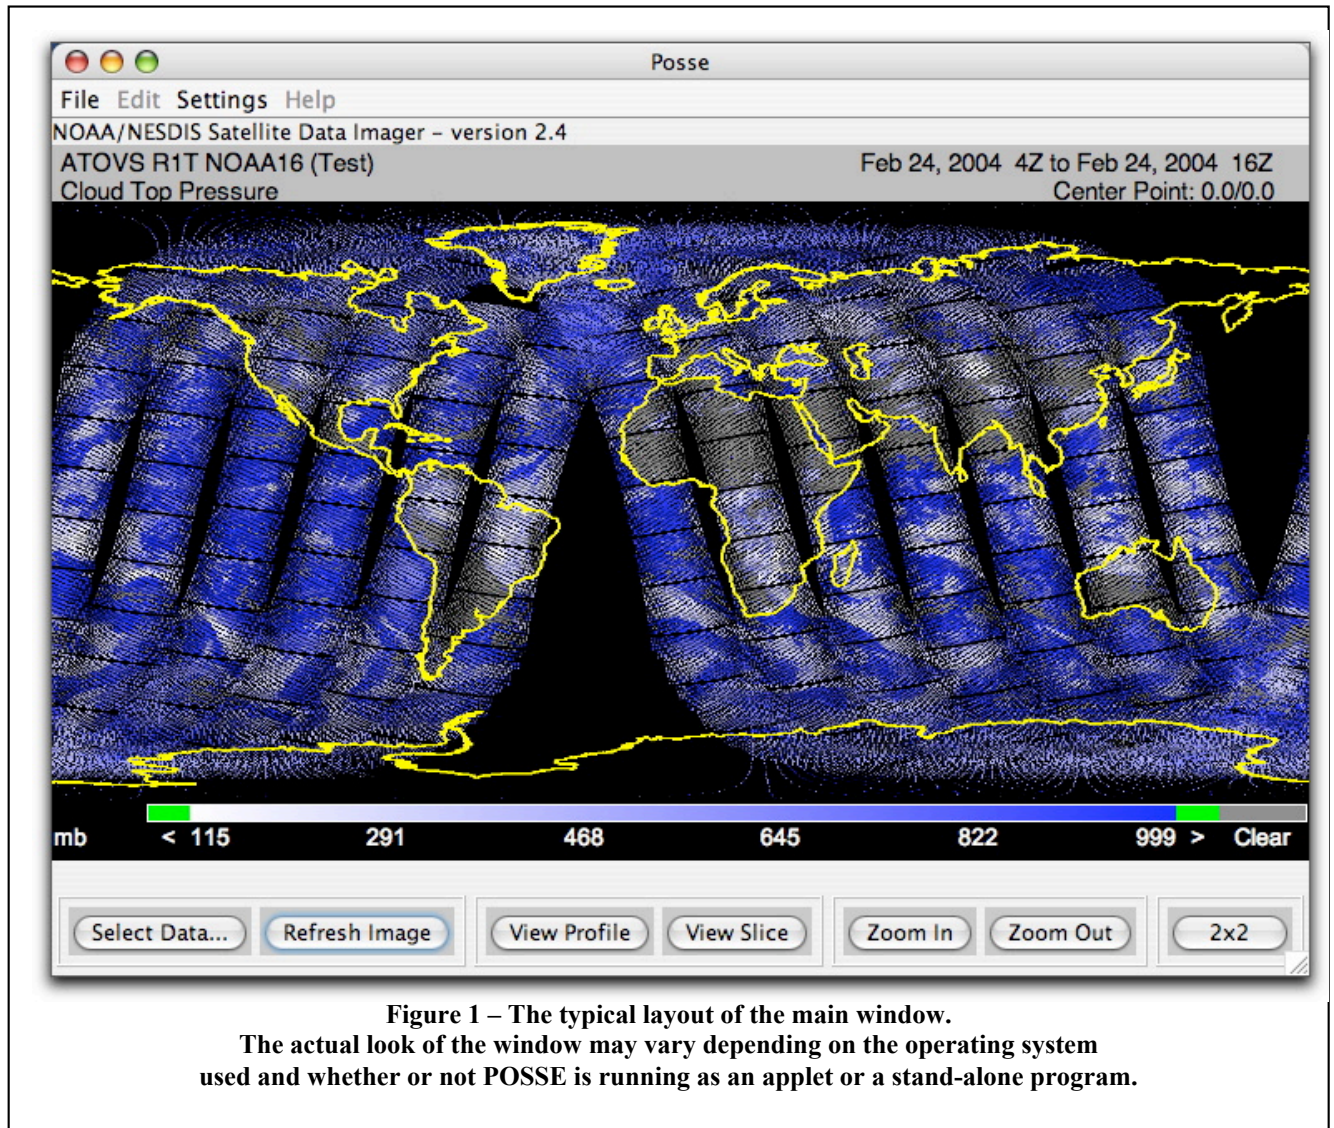 Posse
File Edit Settings Help
NOAA/NESDIS Satellite Data Imager – version 2.4
ATOVS R1T NOAA16 (Test) Feb 24, 2004 4Z to Feb 24, 2004 16Z
Cloud Top Pressure Center Point: 0.0/0.0
mb < 115 291 468 645 822 999 > Clear
Select Data... Refresh Image View Profile View Slice Zoom In Zoom Out 2x2
Figure 1 – The typical layout of the main window.
The actual look of the window may vary depending on the operating system
used and whether or not POSSE is running as an applet or a stand-alone program.